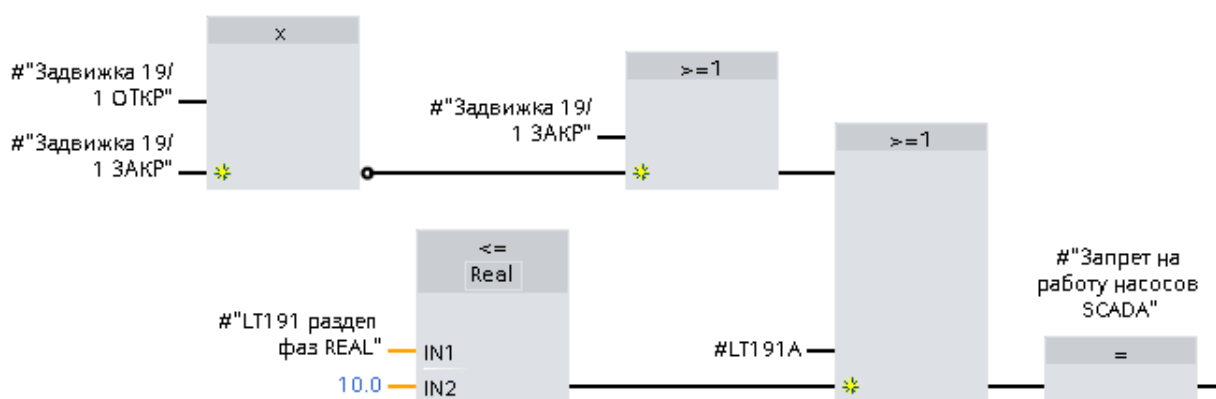 x
#"Задвижка 19/
1 ОТКР"
#"Задвижка 19/
1 ЗАКР"
>=1
#"Задвижка 19/
1 ЗАКР"
>=1
<=
Real
#"LT191 раздел
фаз REAL"
IN1
10.0
IN2
#LT191A
#"Запрет на
работу насосов
SCADA"
=